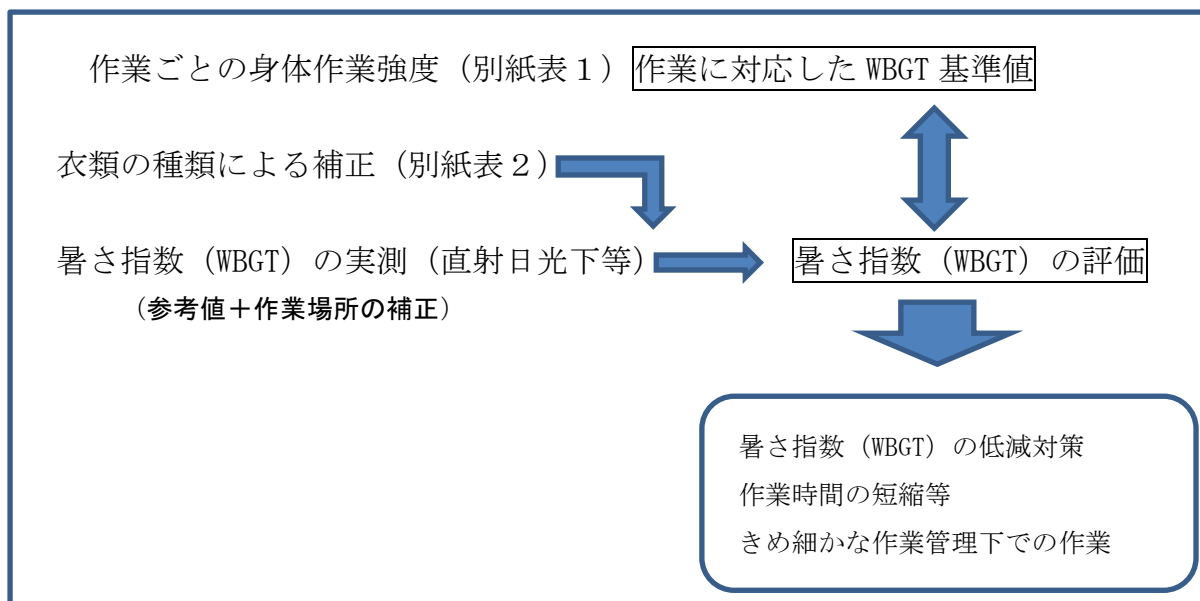 作業ごとの身体作業強度（別紙表１）作業に対応した WBGT 基準値
衣類の種類による補正（別紙表２）
暑さ指数（WBGT）の実測（直射日光下等） 暑さ指数（WBGT）の評価
（参考値＋作業場所の補正）
暑さ指数（WBGT）の低減対策
作業時間の短縮等
きめ細かな作業管理下での作業